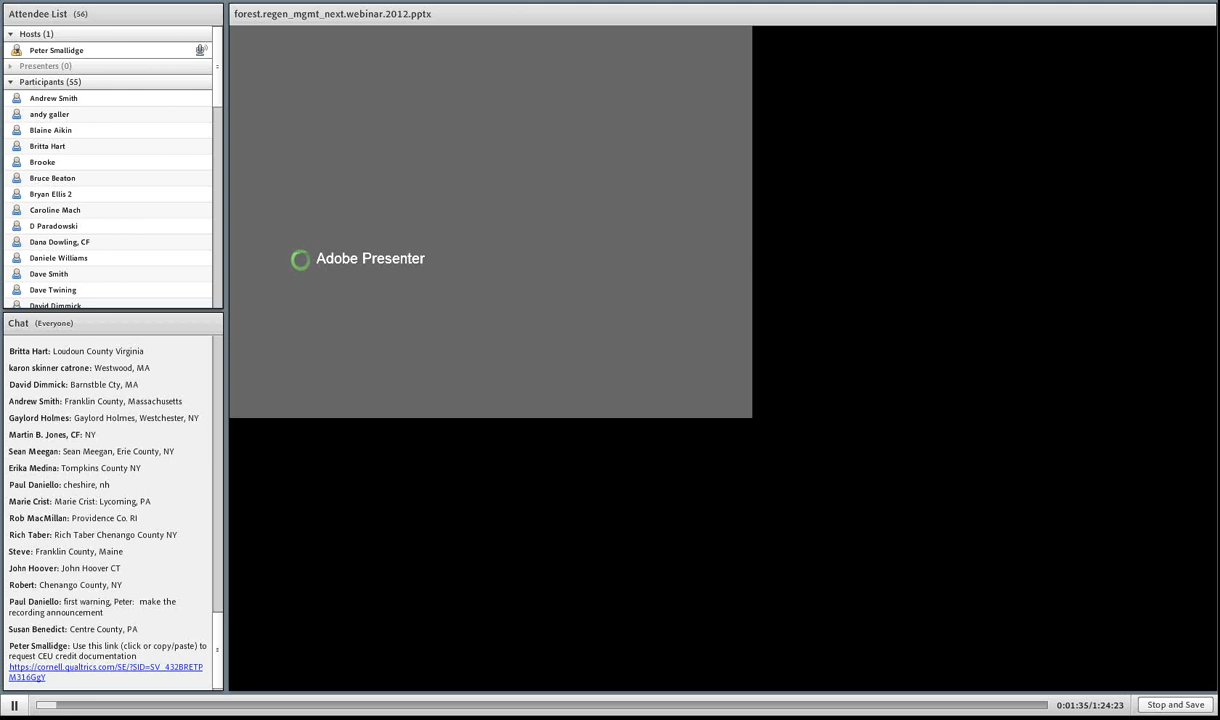 Attendee List (56)
Hosts (1)
Peter Smallidge
Presenters (0)
Participants (55)
Andrew Smith
andy galler
Blaine Aikin
Britta Hart
Brooke
Bruce Beaton
Bryan Ellis 2
Caroline Mach
D Paradowski
Dana Dowling, CF
Daniele Williams
Dave Smith
Dave Twining
David Dimmick
Chat (Everyone)
Britta Hart: Loudoun County Virginia
karon skinner catrone: Westwood, MA
David Dimmick: Barnstble Cty, MA
Andrew Smith: Franklin County, Massachusetts
Gaylord Holmes: Gaylord Holmes, Westchester, NY
Martin B. Jones, CF: NY
Sean Meegan: Sean Meegan, Erie County, NY
Erika Medina: Tompkins County NY
Paul Daniello: cheshire, nh
Marie Crist: Marie Crist: Lycoming, PA
Rob MacMillan: Providence Co. RI
Rich Taber: Rich Taber Chenango County NY
Steve: Franklin County, Maine
John Hoover: John Hoover CT
Robert: Chenango County, NY
Paul Daniello: first warning, Peter: make the
recording announcement
Susan Benedict: Centre County, PA
Peter Smallidge: Use this link (click or copy/paste) to
request CEU credit documentation
https://cornell.qualtrics.com/SE/?SID=SV_432BRETP
M316GgY
forest.regen_mgmt_next.webinar.2012.pptx
Adobe Presenter
0:01:35/1:24:23
Stop and Save